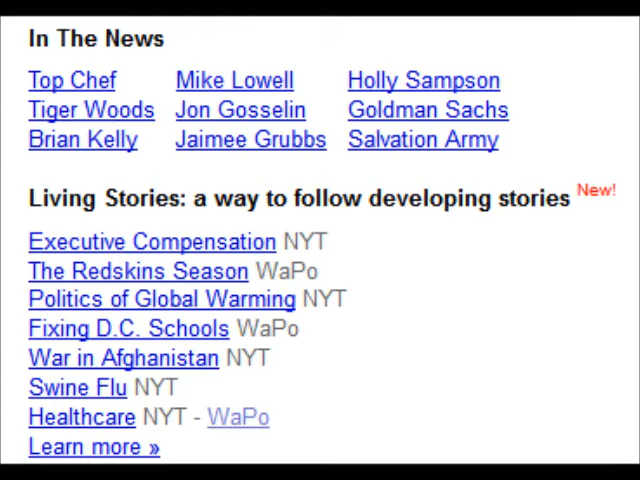 In The News
Top Chef Mike Lowell Holly Sampson
Tiger Woods Jon Gosselin Goldman Sachs
Brian Kelly Jaimee Grubbs Salvation Army
Living Stories: a way to follow developing stories New!
Executive Compensation NYT
The Redskins Season WaPo
Politics of Global Warming NYT
Fixing D.C. Schools WaPo
War in Afghanistan NYT
Swine Flu NYT
Healthcare NYT - WaPo
Learn more »